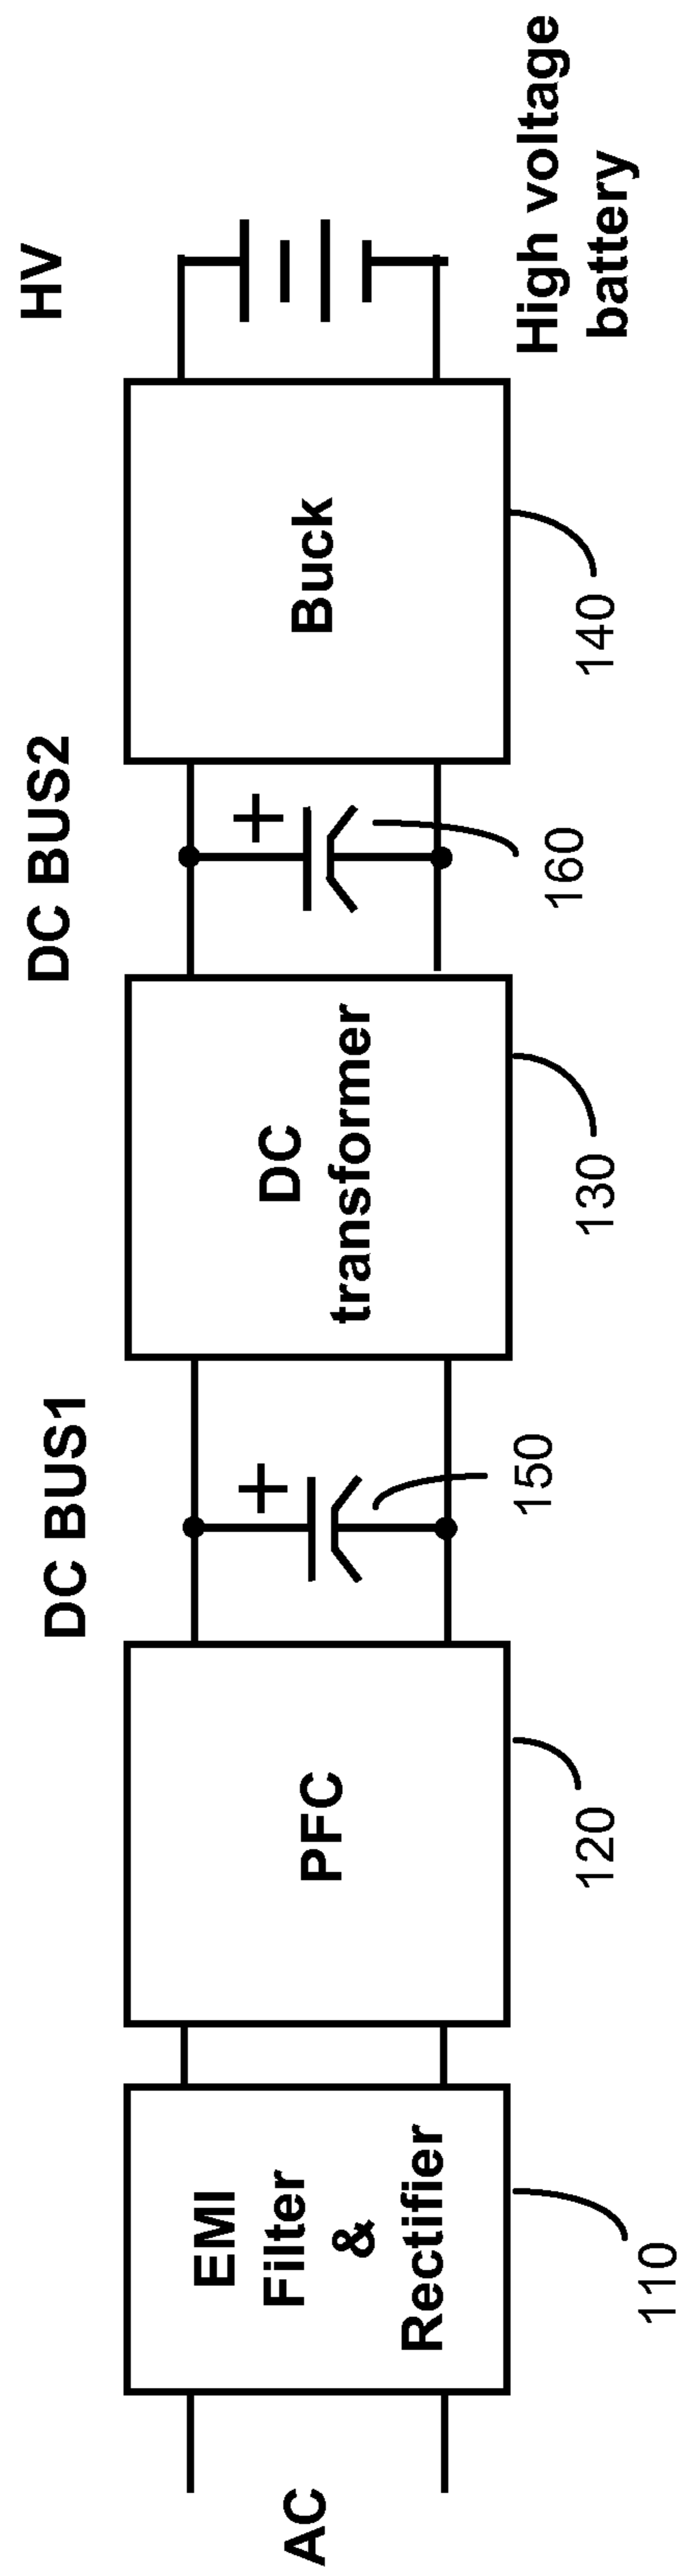 AC
EMI
Filter
&
Rectifier
110
PFC
120
DC BUS1
+
150
DC
transformer
130
DC BUS2
+
160
Buck
140
HV
High voltage
battery